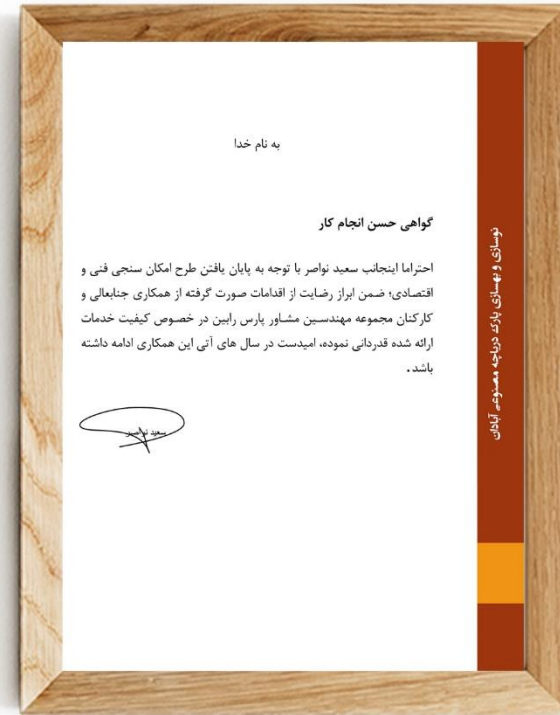 به نام خدا
گواهی حسن انجام کار
احتراما اینجانب سعید نواصر با توجه به پایان یافتن طرح امکان سنجی فنی و
اقتصادی؛ ضمن ابراز رضایت از اقدامات صورت گرفته از همکاری جنابعالی و
کارکنان مجموعه مهندسین مشاور پارس رابین در خصوص کیفیت خدمات
ارائه شده قدردانی نموده، امیدست در سال های آتی این همکاری ادامه داشته
باشد.
سعید نواصر
نوسازی و بهسازی پارک دریاچه مصنوعی آبادان